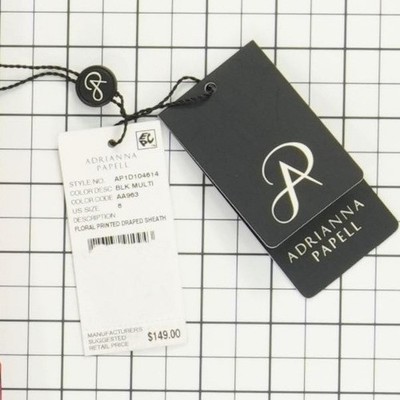 ADRIANNA
PAPELL
STYLE NO. AP1D104614
COLOR DESC BLK MULTI
COLOR CODE AA963
US SIZE 8
DESCRIPTION
FLORAL PRINTED DRAPED SHEATH
MANUFACTURERS
SUGGESTED
RETAIL PRICE $149.00
ADRIANNA
PAPELL